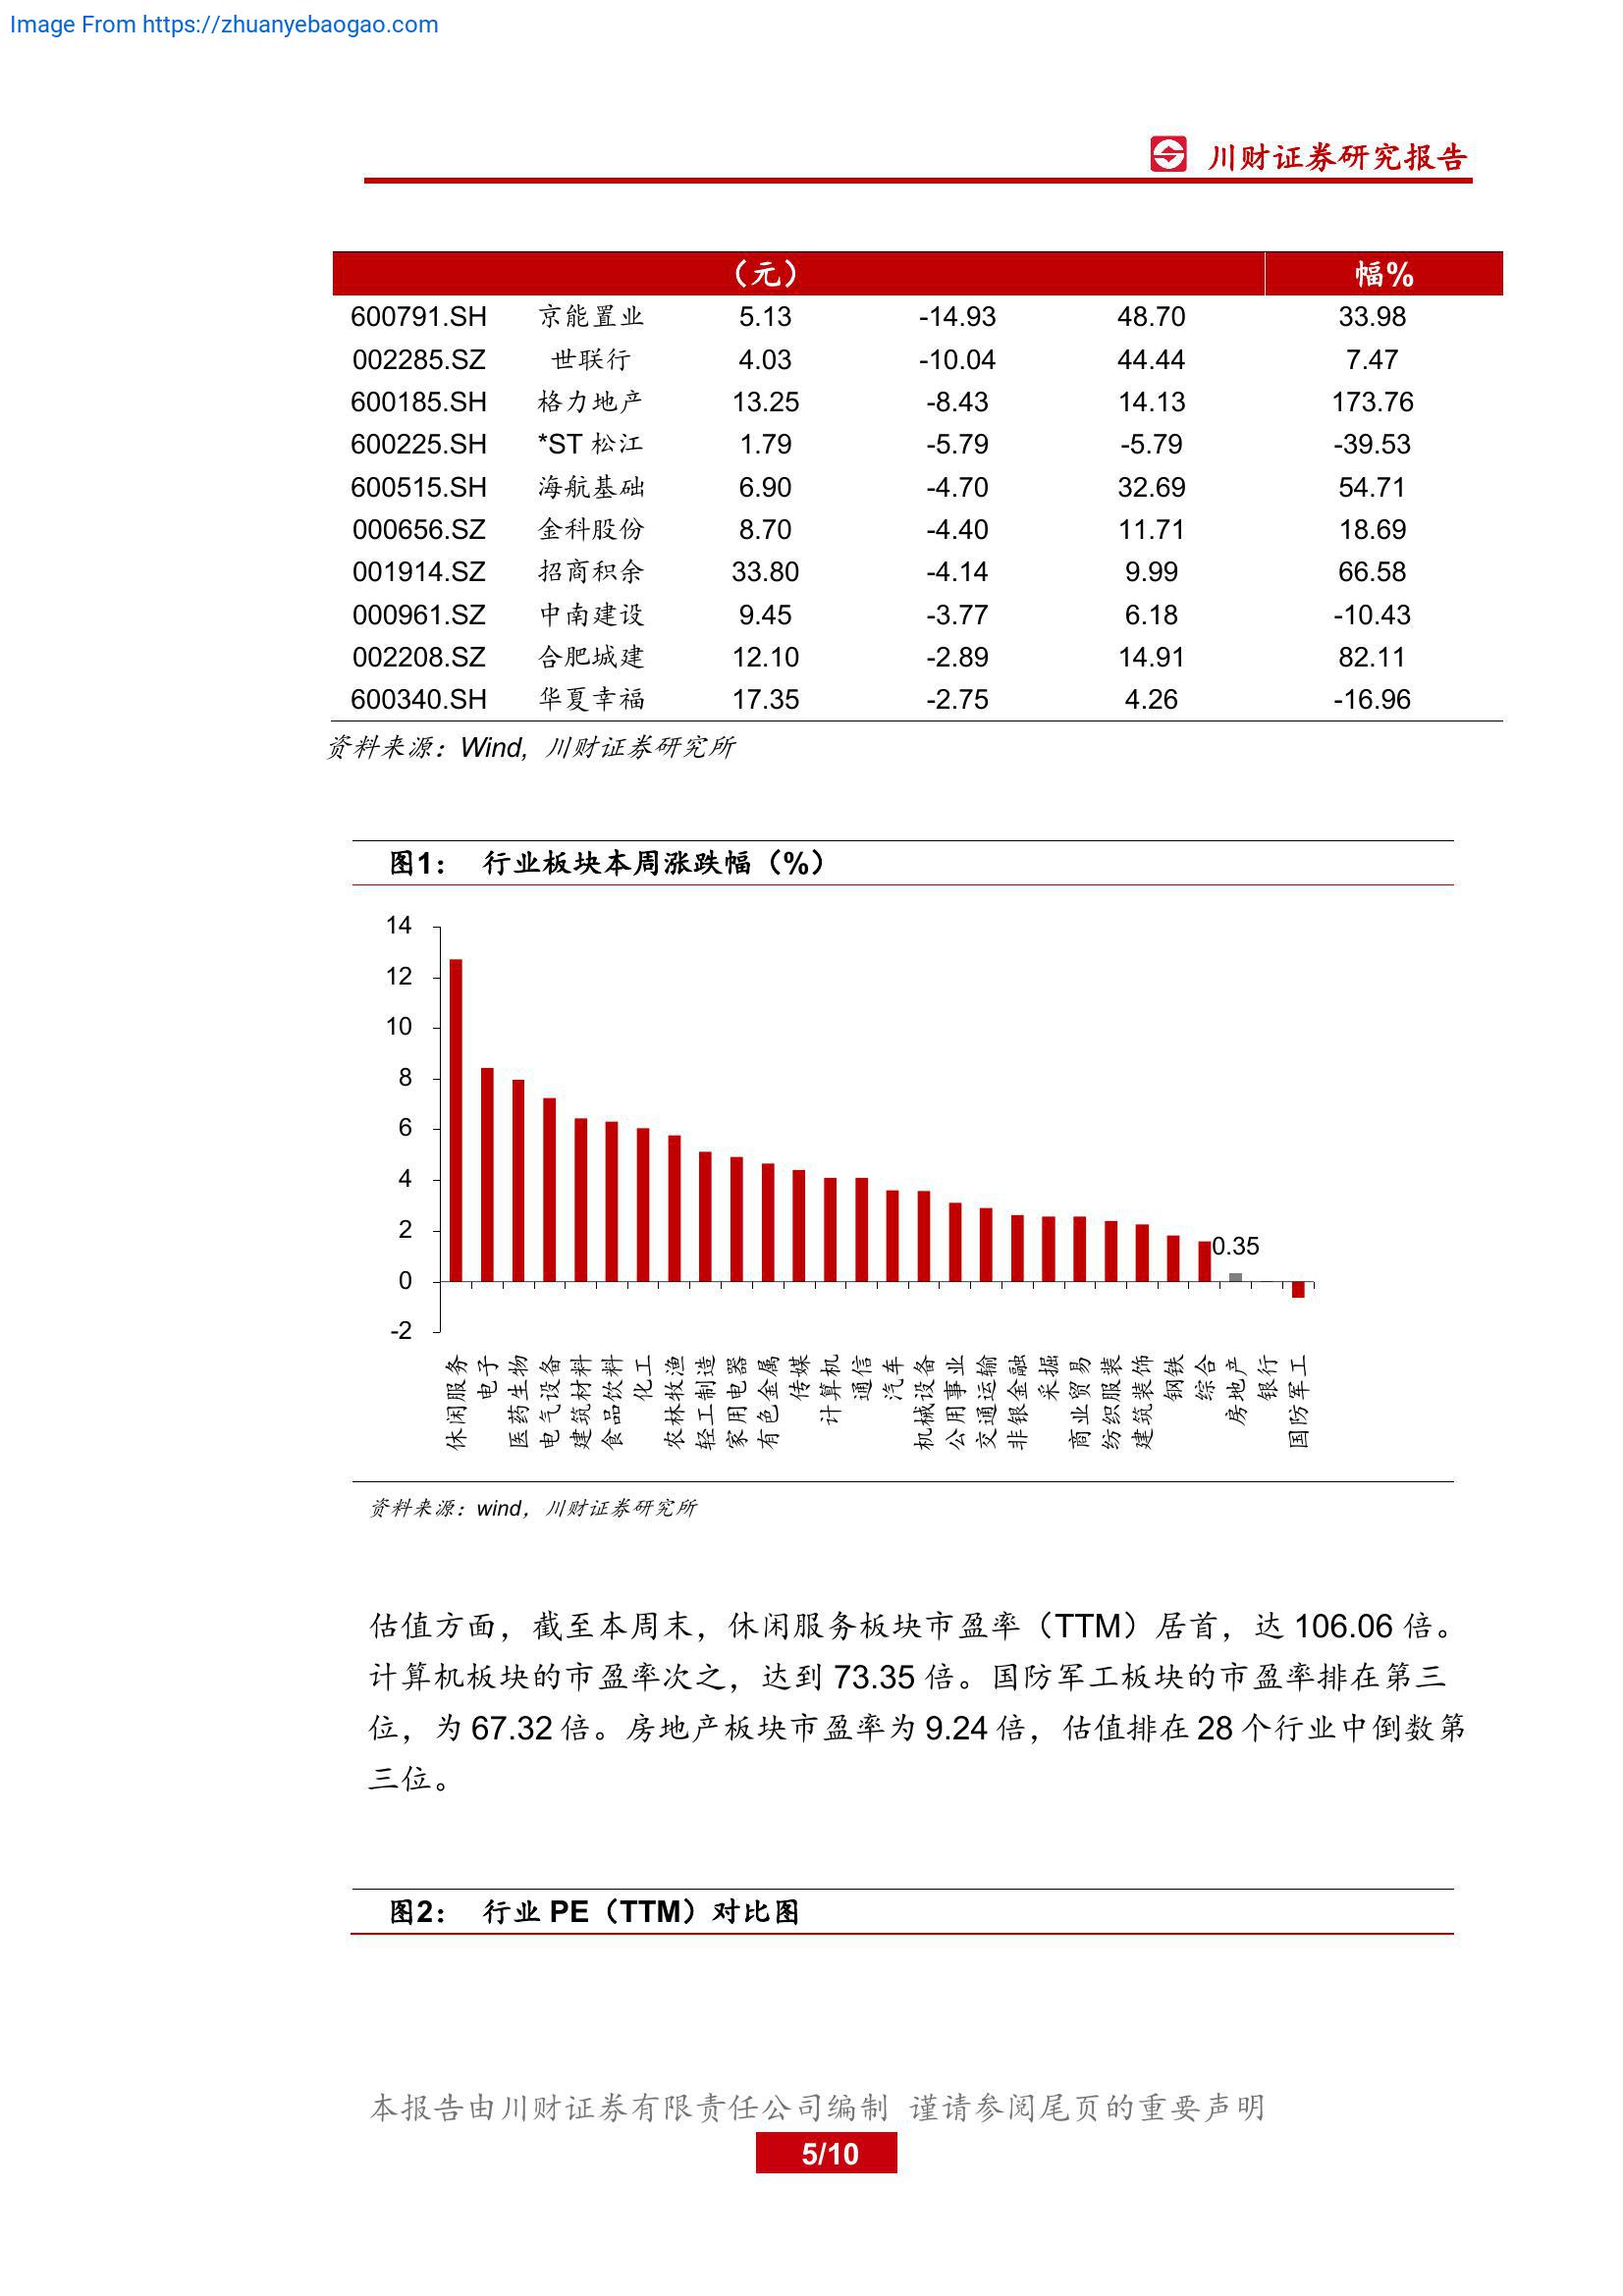 Image From https://zhuanyebaogao.com
川财证券研究报告
（元） 幅%
600791.SH 京能置业 5.13 -14.93 48.70 33.98
002285.SZ 世联行 4.03 -10.04 44.44 7.47
600185.SH 格力地产 13.25 -8.43 14.13 173.76
600225.SH *ST 松江 1.79 -5.79 -5.79 -39.53
600515.SH 海航基础 6.90 -4.70 32.69 54.71
000656.SZ 金科股份 8.70 -4.40 11.71 18.69
001914.SZ 招商积余 33.80 -4.14 9.99 66.58
000961.SZ 中南建设 9.45 -3.77 6.18 -10.43
002208.SZ 合肥城建 12.10 -2.89 14.91 82.11
600340.SH 华夏幸福 17.35 -2.75 4.26 -16.96
资料来源：Wind, 川财证券研究所
图1： 行业板块本周涨跌幅（%）
14
12
10
8
6
4
2
0
-2
0.35
休闲服务
电子
医药生物
电气设备
建筑材料
食品饮料
化工
农林牧渔
轻工制造
家用电器
有色金属
传媒
计算机
通信
汽车
机械设备
公用事业
交通运输
非银金融
采掘
商业贸易
纺织服装
建筑装饰
钢铁
综合
房地产
银行
国防军工
资料来源：wind，川财证券研究所
估值方面，截至本周末，休闲服务板块市盈率（TTM）居首，达 106.06 倍。
计算机板块的市盈率次之，达到 73.35 倍。国防军工板块的市盈率排在第三
位，为 67.32 倍。房地产板块市盈率为 9.24 倍，估值排在 28 个行业中倒数第
三位。
图2： 行业 PE（TTM）对比图
本报告由川财证券有限责任公司编制 谨请参阅尾页的重要声明
5/10